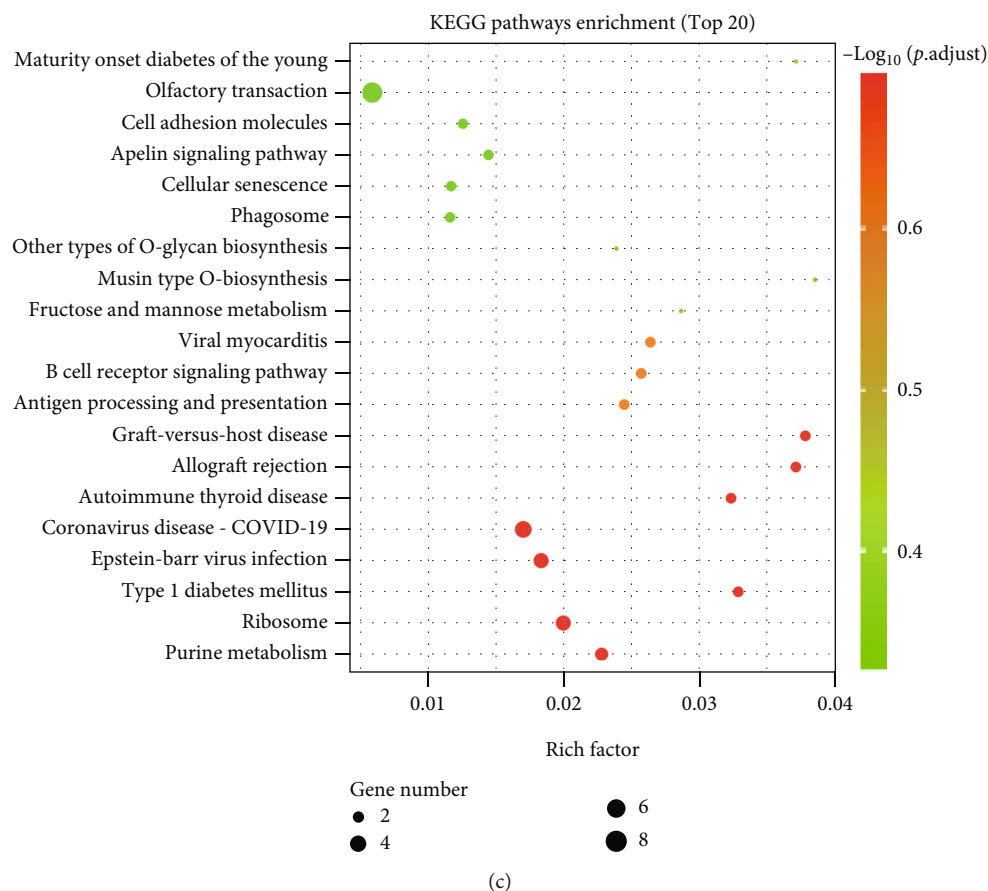 KEGG pathways enrichment (Top 20)
Maturity onset diabetes of the young
Olfactory transaction
Cell adhesion molecules
Apelin signaling pathway
Cellular senescence
Phagosome
Other types of O-glycan biosynthesis
Musin type O-biosynthesis
Fructose and mannose metabolism
Viral myocarditis
B cell receptor signaling pathway
Antigen processing and presentation
Graft-versus-host disease
Allograft rejection
Autoimmune thyroid disease
Coronavirus disease - COVID-19
Epstein-barr virus infection
Type 1 diabetes mellitus
Ribosome
Purine metabolism
0.01 0.02 0.03 0.04
Rich factor
–Log₁₀ (p.adjust)
0.6
0.5
0.4
Gene number
2
4
6
8
(c)